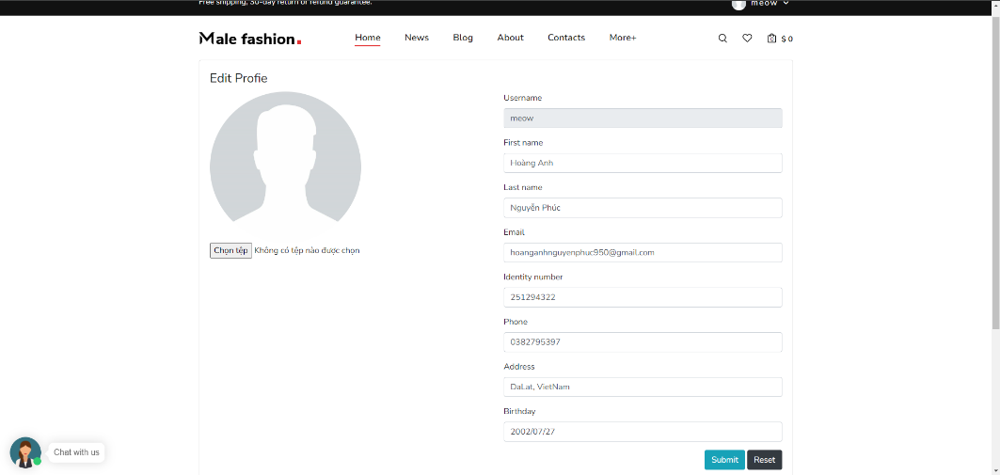 Free shipping, 30-day return or refund guarantee.
meow
Male fashion.
Home News Blog About Contacts More+
0 $ 0
Edit Profie
Username
meow
First name
Hoàng Anh
Last name
Nguyễn Phúc
Email
hoanganhnguyenphuc950@gmail.com
Identity number
251294322
Phone
0382795397
Address
DaLat, VietNam
Birthday
2002/07/27
Submit Reset
Chọn tệp Không có tệp nào được chọn
Chat with us